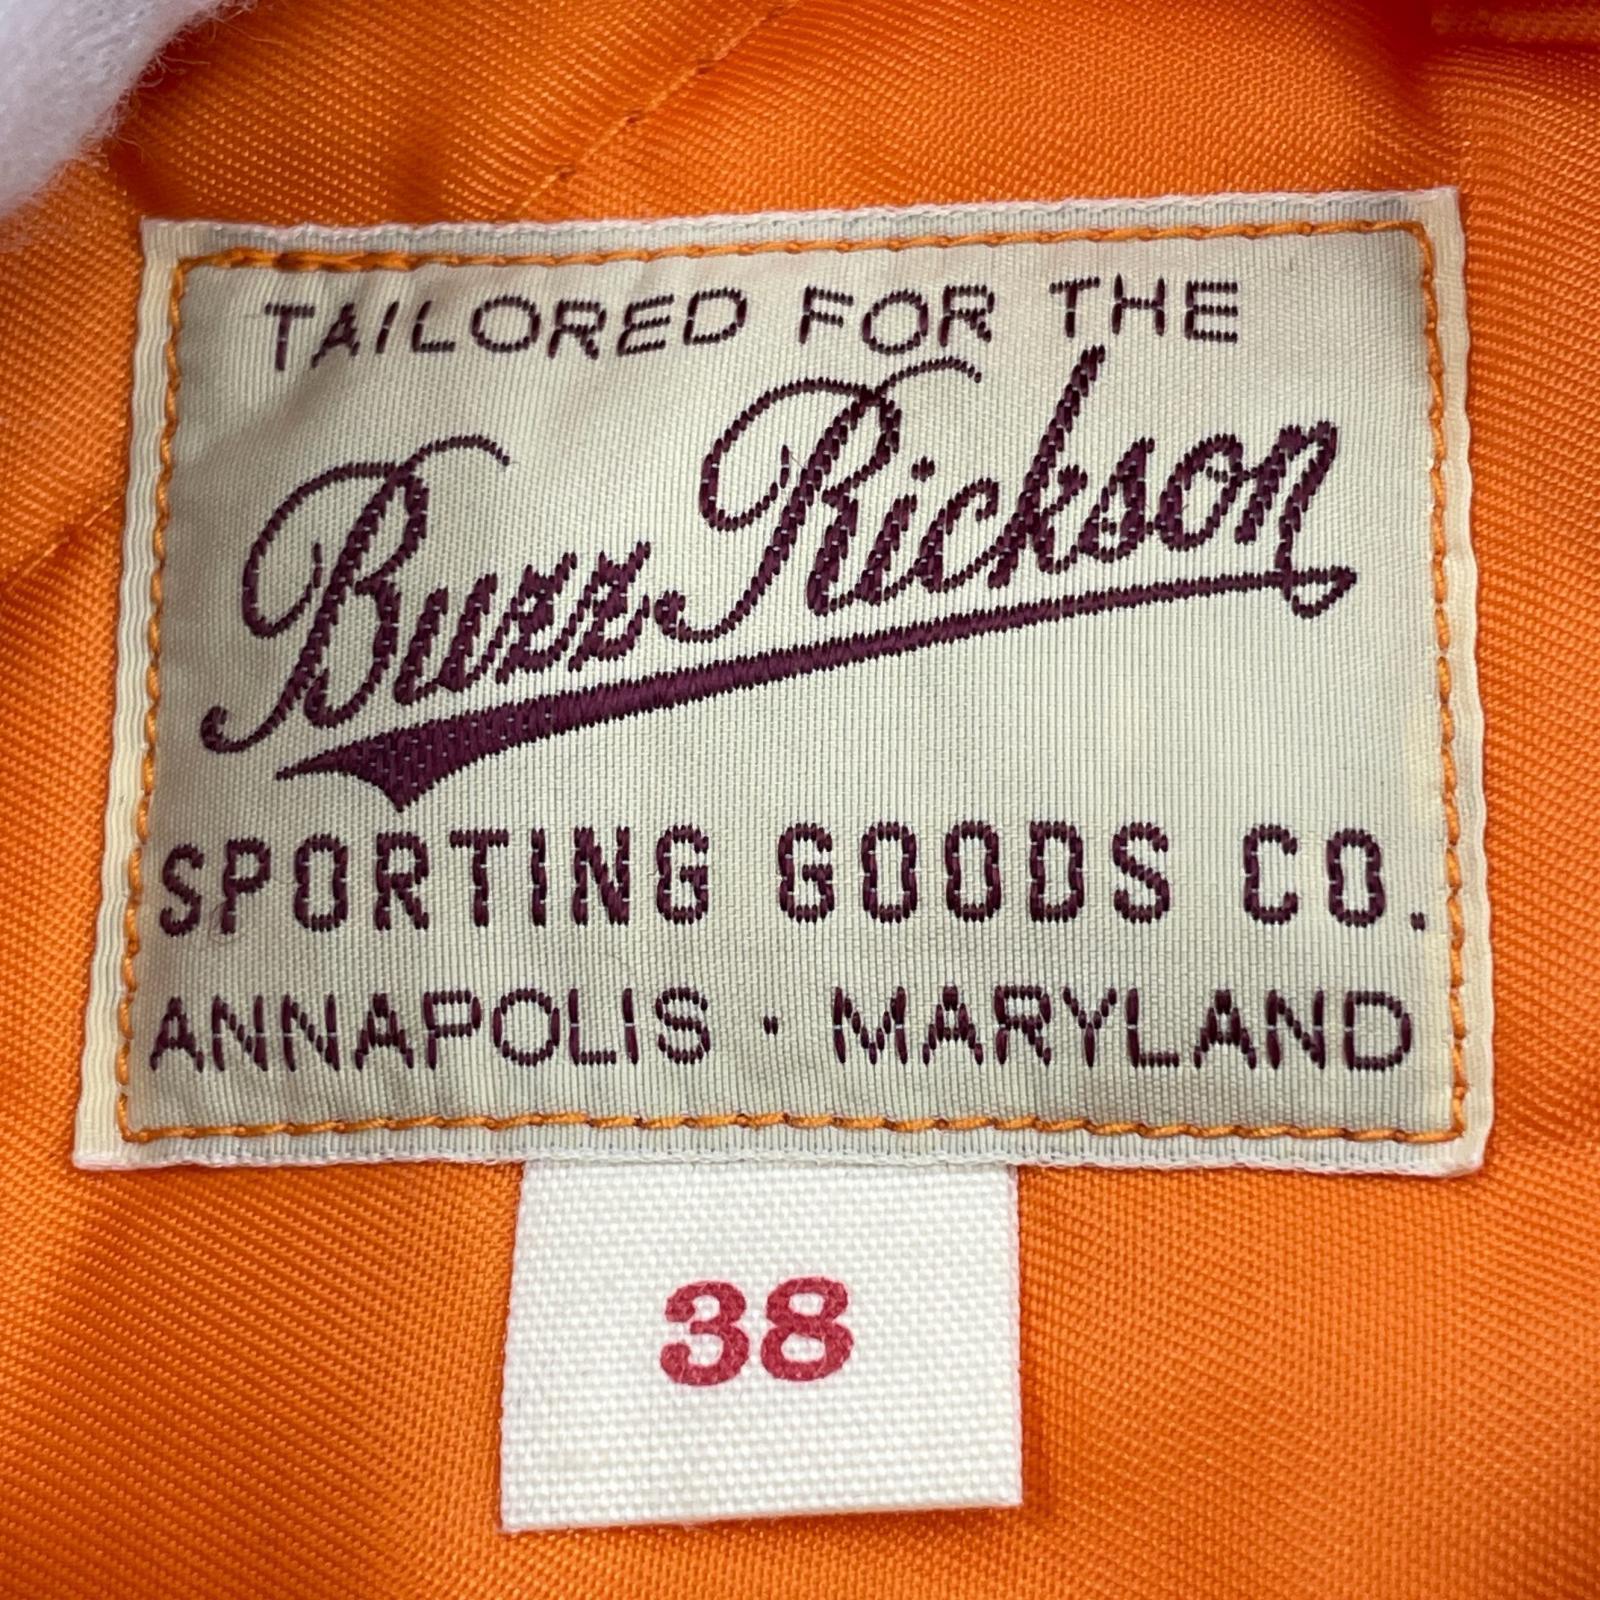 TAILORED FOR THE
Buzz Rickson
SPORTING GOODS CO.
ANNAPOLIS · MARYLAND
38